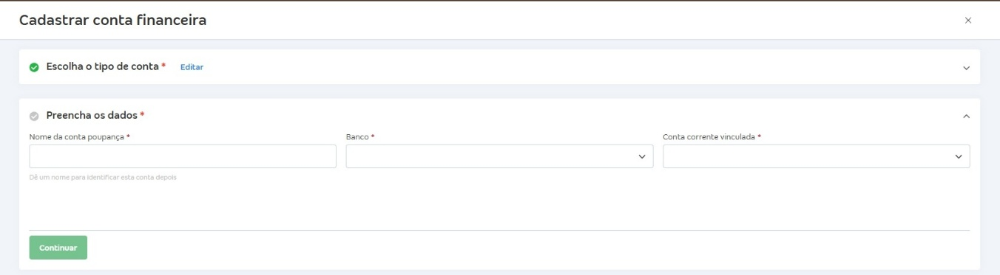 Cadastrar conta financeira
Escolha o tipo de conta * Editar
Preencha os dados *
Nome da conta poupança * Banco * Conta corrente vinculada *
Dê um nome para identificar esta conta depois
Continuar